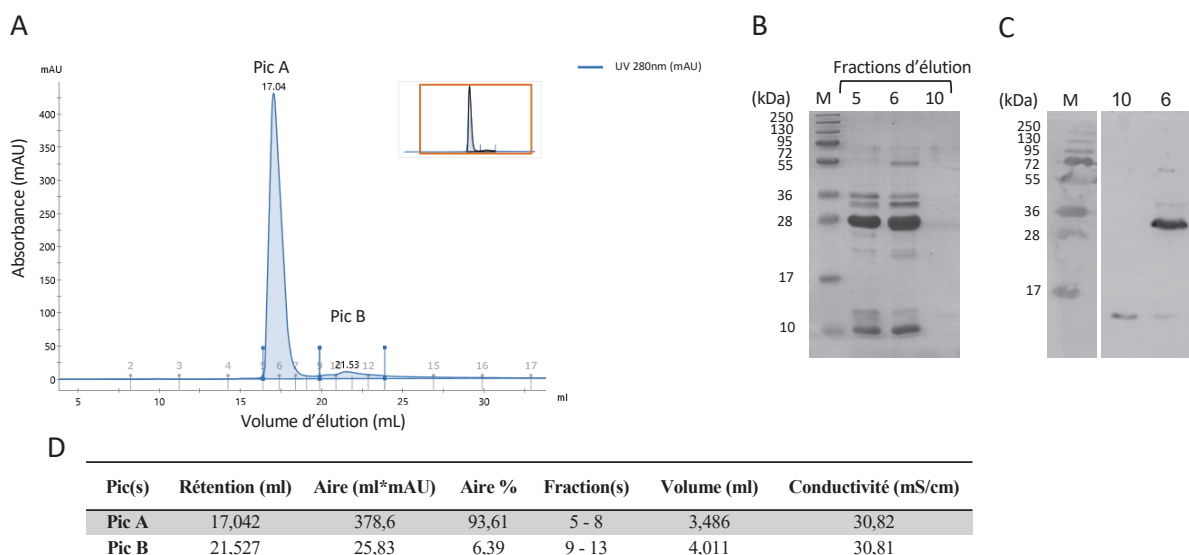 A
mAU
Pic A
17.04
UV 280nm (mAU)
Absorbance (mAU)
400
350
300
250
200
150
100
50
0
Pic B
21.53
2 3 4 5 6 7 9 12 15 16 17
5 10 15 20 25 30 ml
Volume d'élution (mL)
B
Fractions d'élution
(kDa) M 5 6 10
250
130
95
72
55
36
28
17
10
C
(kDa) M 10 6
250
130
95
72
55
36
28
17
D
Pic(s) Rétention (ml) Aire (ml*mAU) Aire % Fraction(s) Volume (ml) Conductivité (mS/cm)
Pic A 17,042 378,6 93,61 5 - 8 3,486 30,82
Pic B 21,527 25,83 6,39 9 - 13 4,011 30,81